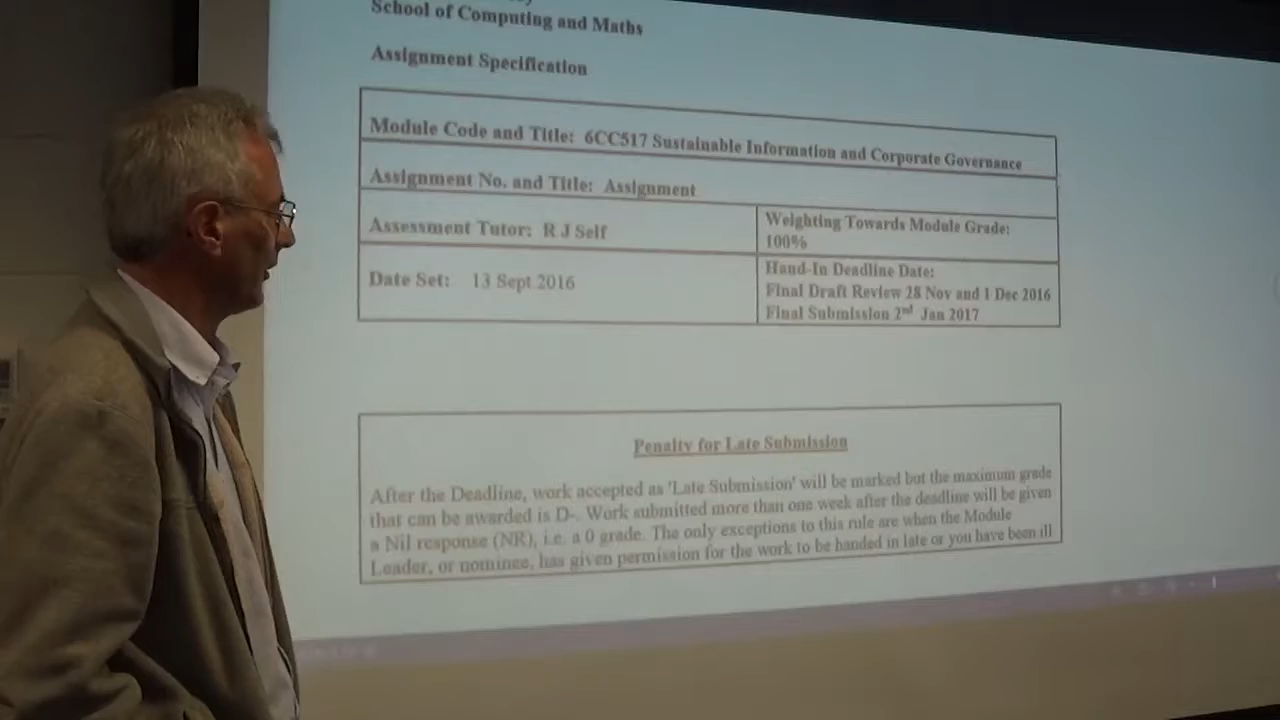 School of Computing and Maths
Assignment Specification
Module Code and Title: 6CC517 Sustainable Information and Corporate Governance
Assignment No. and Title: Assignment
Assessment Tutor: R J Self
Weighting Towards Module Grade:
100%
Date Set: 13 Sept 2016
Hand-In Deadline Date:
Final Draft Review 28 Nov and 1 Dec 2016
Final Submission 2nd Jan 2017
Penalty for Late Submission
After the Deadline, work accepted as 'Late Submission' will be marked but the maximum grade
that can be awarded is D-. Work submitted more than one week after the deadline will be given
a Nil response (NR), i.e. a 0 grade. The only exceptions to this rule are when the Module
Leader, or nominee, has given permission for the work to be handed in late or you have been ill